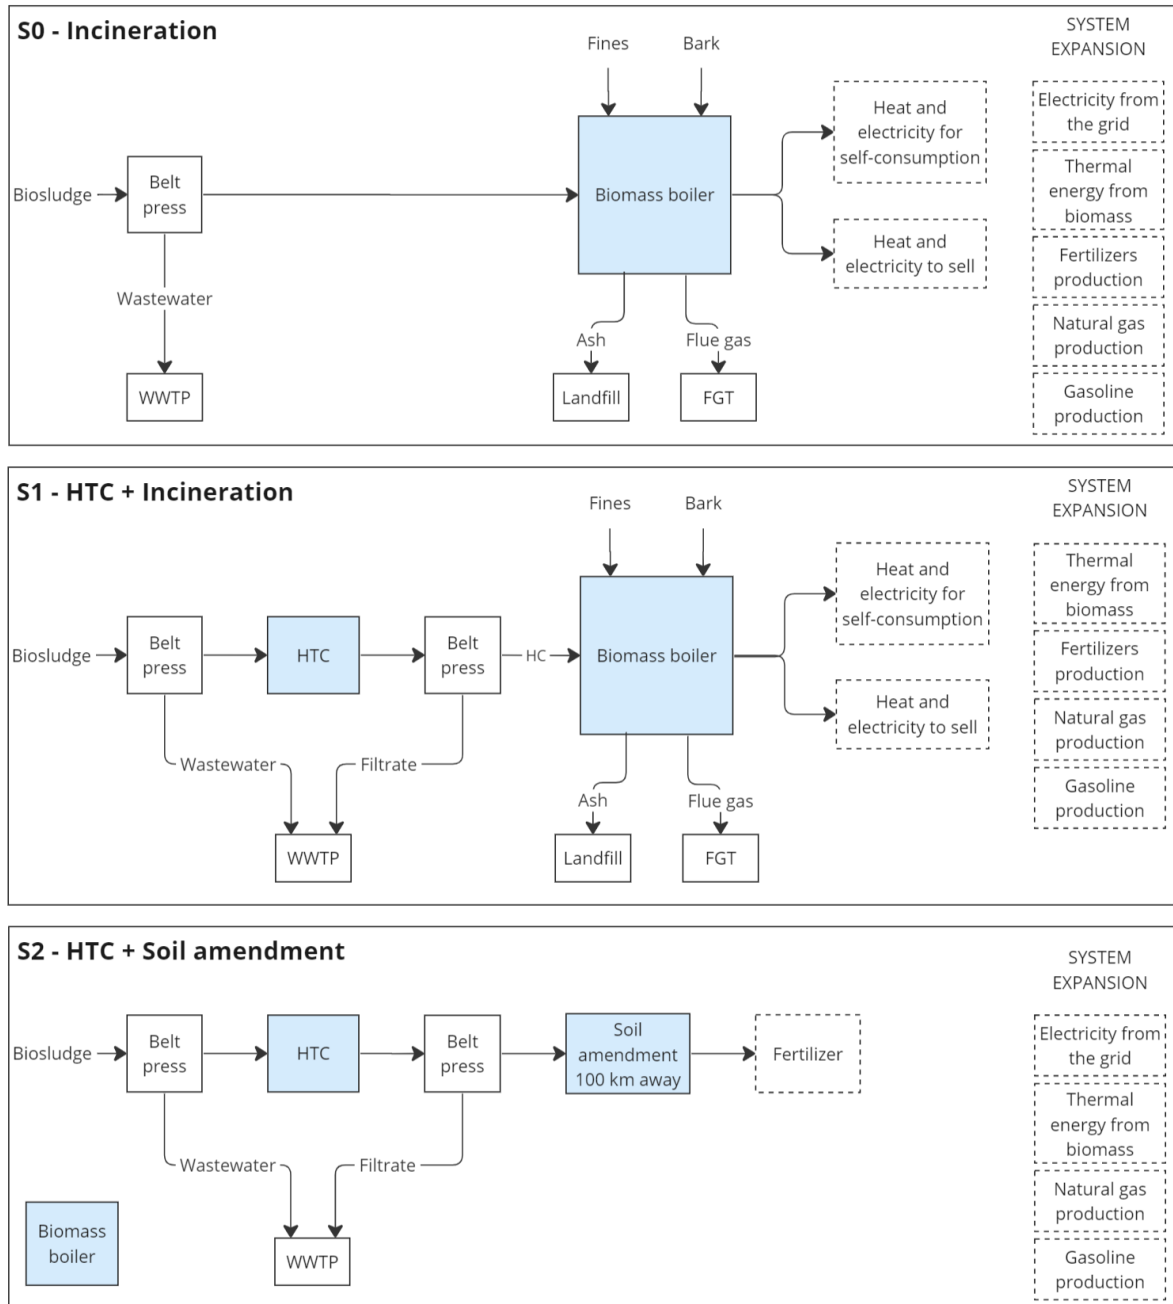 S0 - Incineration
SYSTEM
EXPANSION
Fines
Bark
Biosludge
Belt
press
Biomass boiler
Heat and
electricity for
self-consumption
Heat and
electricity to sell
Wastewater
WWTP
Ash
Flue gas
Landfill
FGT
Electricity from
the grid
Thermal
energy from
biomass
Fertilizers
production
Natural gas
production
Gasoline
production
S1 - HTC + Incineration
SYSTEM
EXPANSION
Fines
Bark
Biosludge
Belt
press
HTC
Belt
press
HC
Biomass boiler
Heat and
electricity for
self-consumption
Heat and
electricity to sell
Wastewater
Filtrate
WWTP
Ash
Flue gas
Landfill
FGT
Thermal
energy from
biomass
Fertilizers
production
Natural gas
production
Gasoline
production
S2 - HTC + Soil amendment
SYSTEM
EXPANSION
Biosludge
Belt
press
HTC
Belt
press
Soil
amendment
100 km away
Fertilizer
Wastewater
Filtrate
WWTP
Biomass
boiler
Electricity from
the grid
Thermal
energy from
biomass
Natural gas
production
Gasoline
production